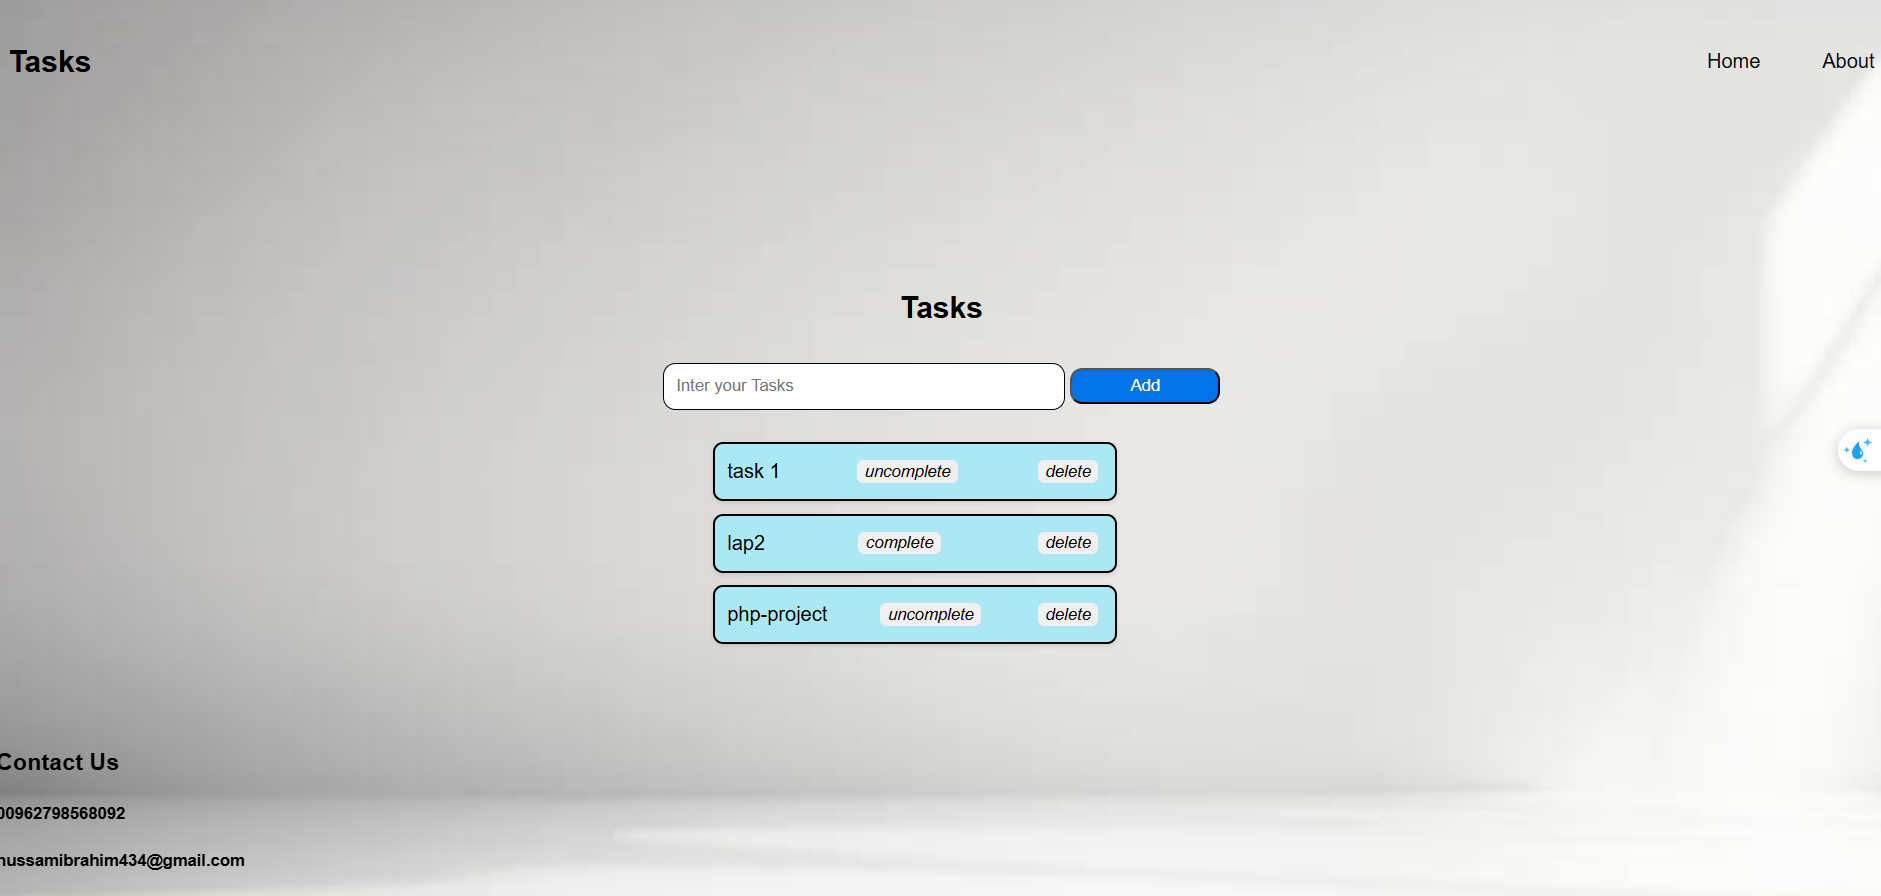 Tasks Home About
Tasks
Inter your Tasks Add
task 1 uncomplete delete
lap2 complete delete
php-project uncomplete delete
Contact Us
00962798568092
hussamibrahim434@gmail.com